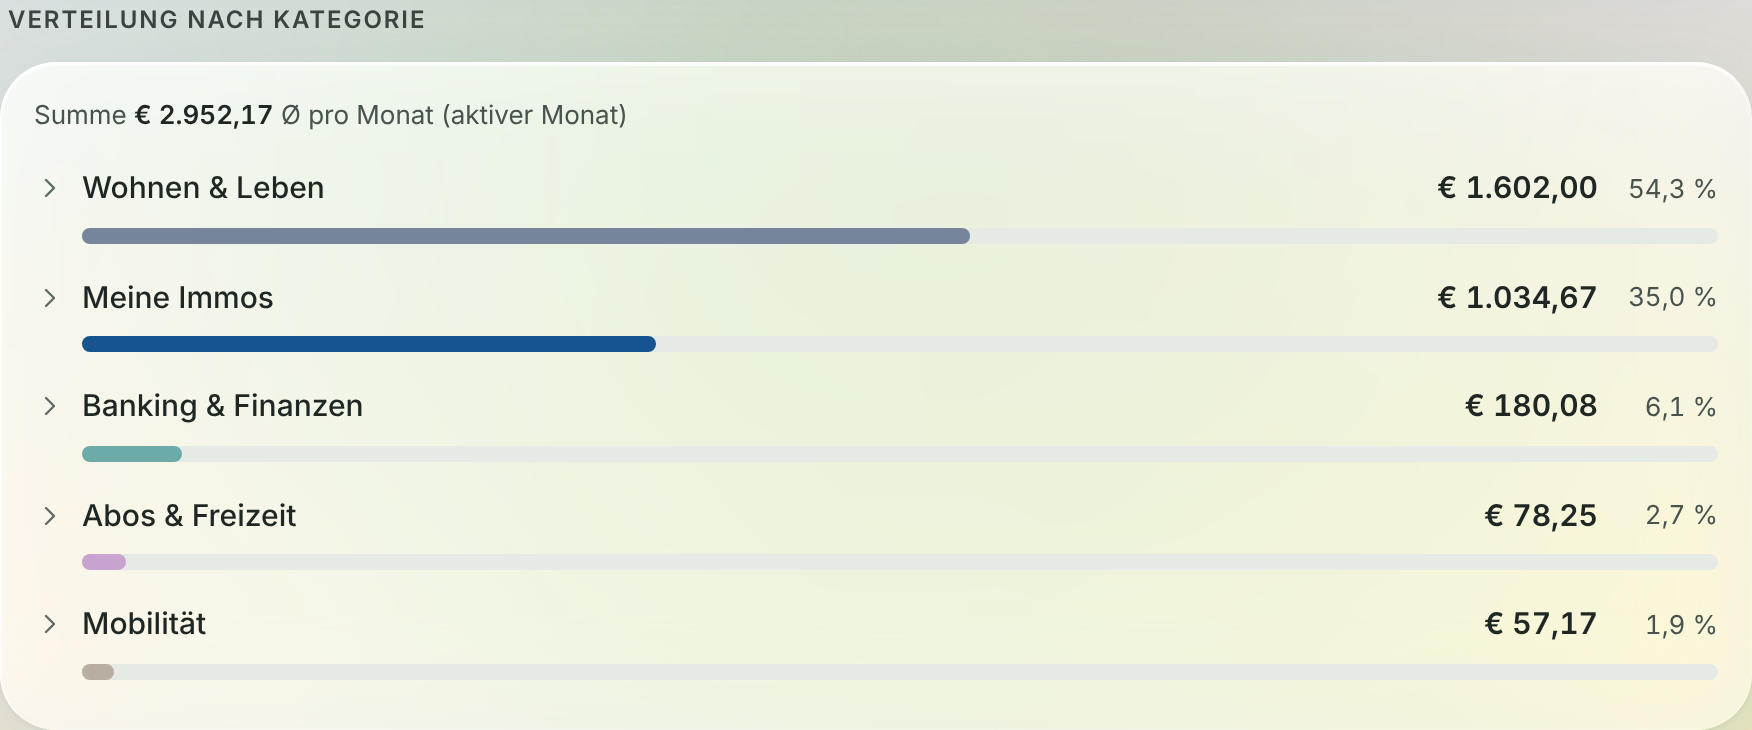 VERTEILUNG NACH KATEGORIE
Summe € 2.952,17 Ø pro Monat (aktiver Monat)
Wohnen & Leben € 1.602,00 54,3 %
Meine Immos € 1.034,67 35,0 %
Banking & Finanzen € 180,08 6,1 %
Abos & Freizeit € 78,25 2,7 %
Mobilität € 57,17 1,9 %